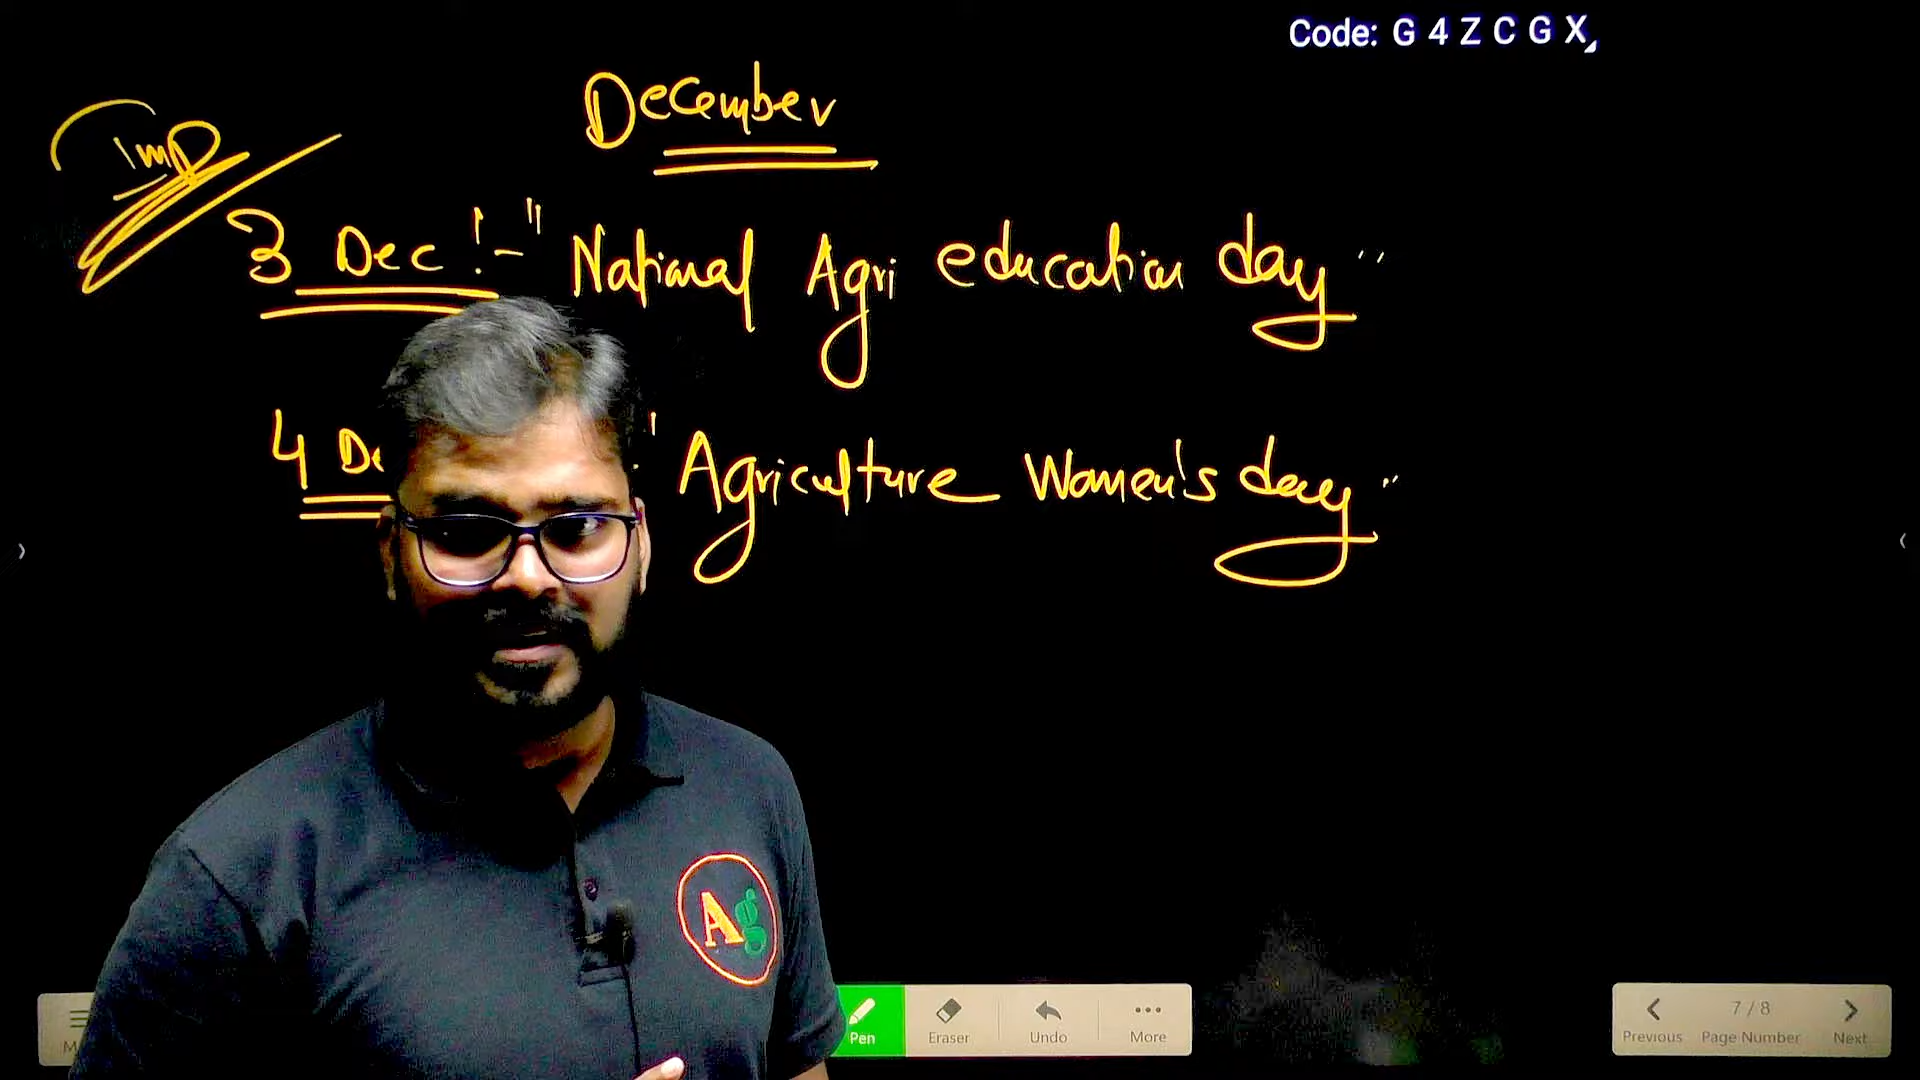 Code: G 4 Z C G X
December
Imp
3 Dec :- " National Agri education day "
4 De : ' Agriculture Women's day "
Ag
Pen
Eraser
Undo
More
7 / 8
Previous
Page Number
Next